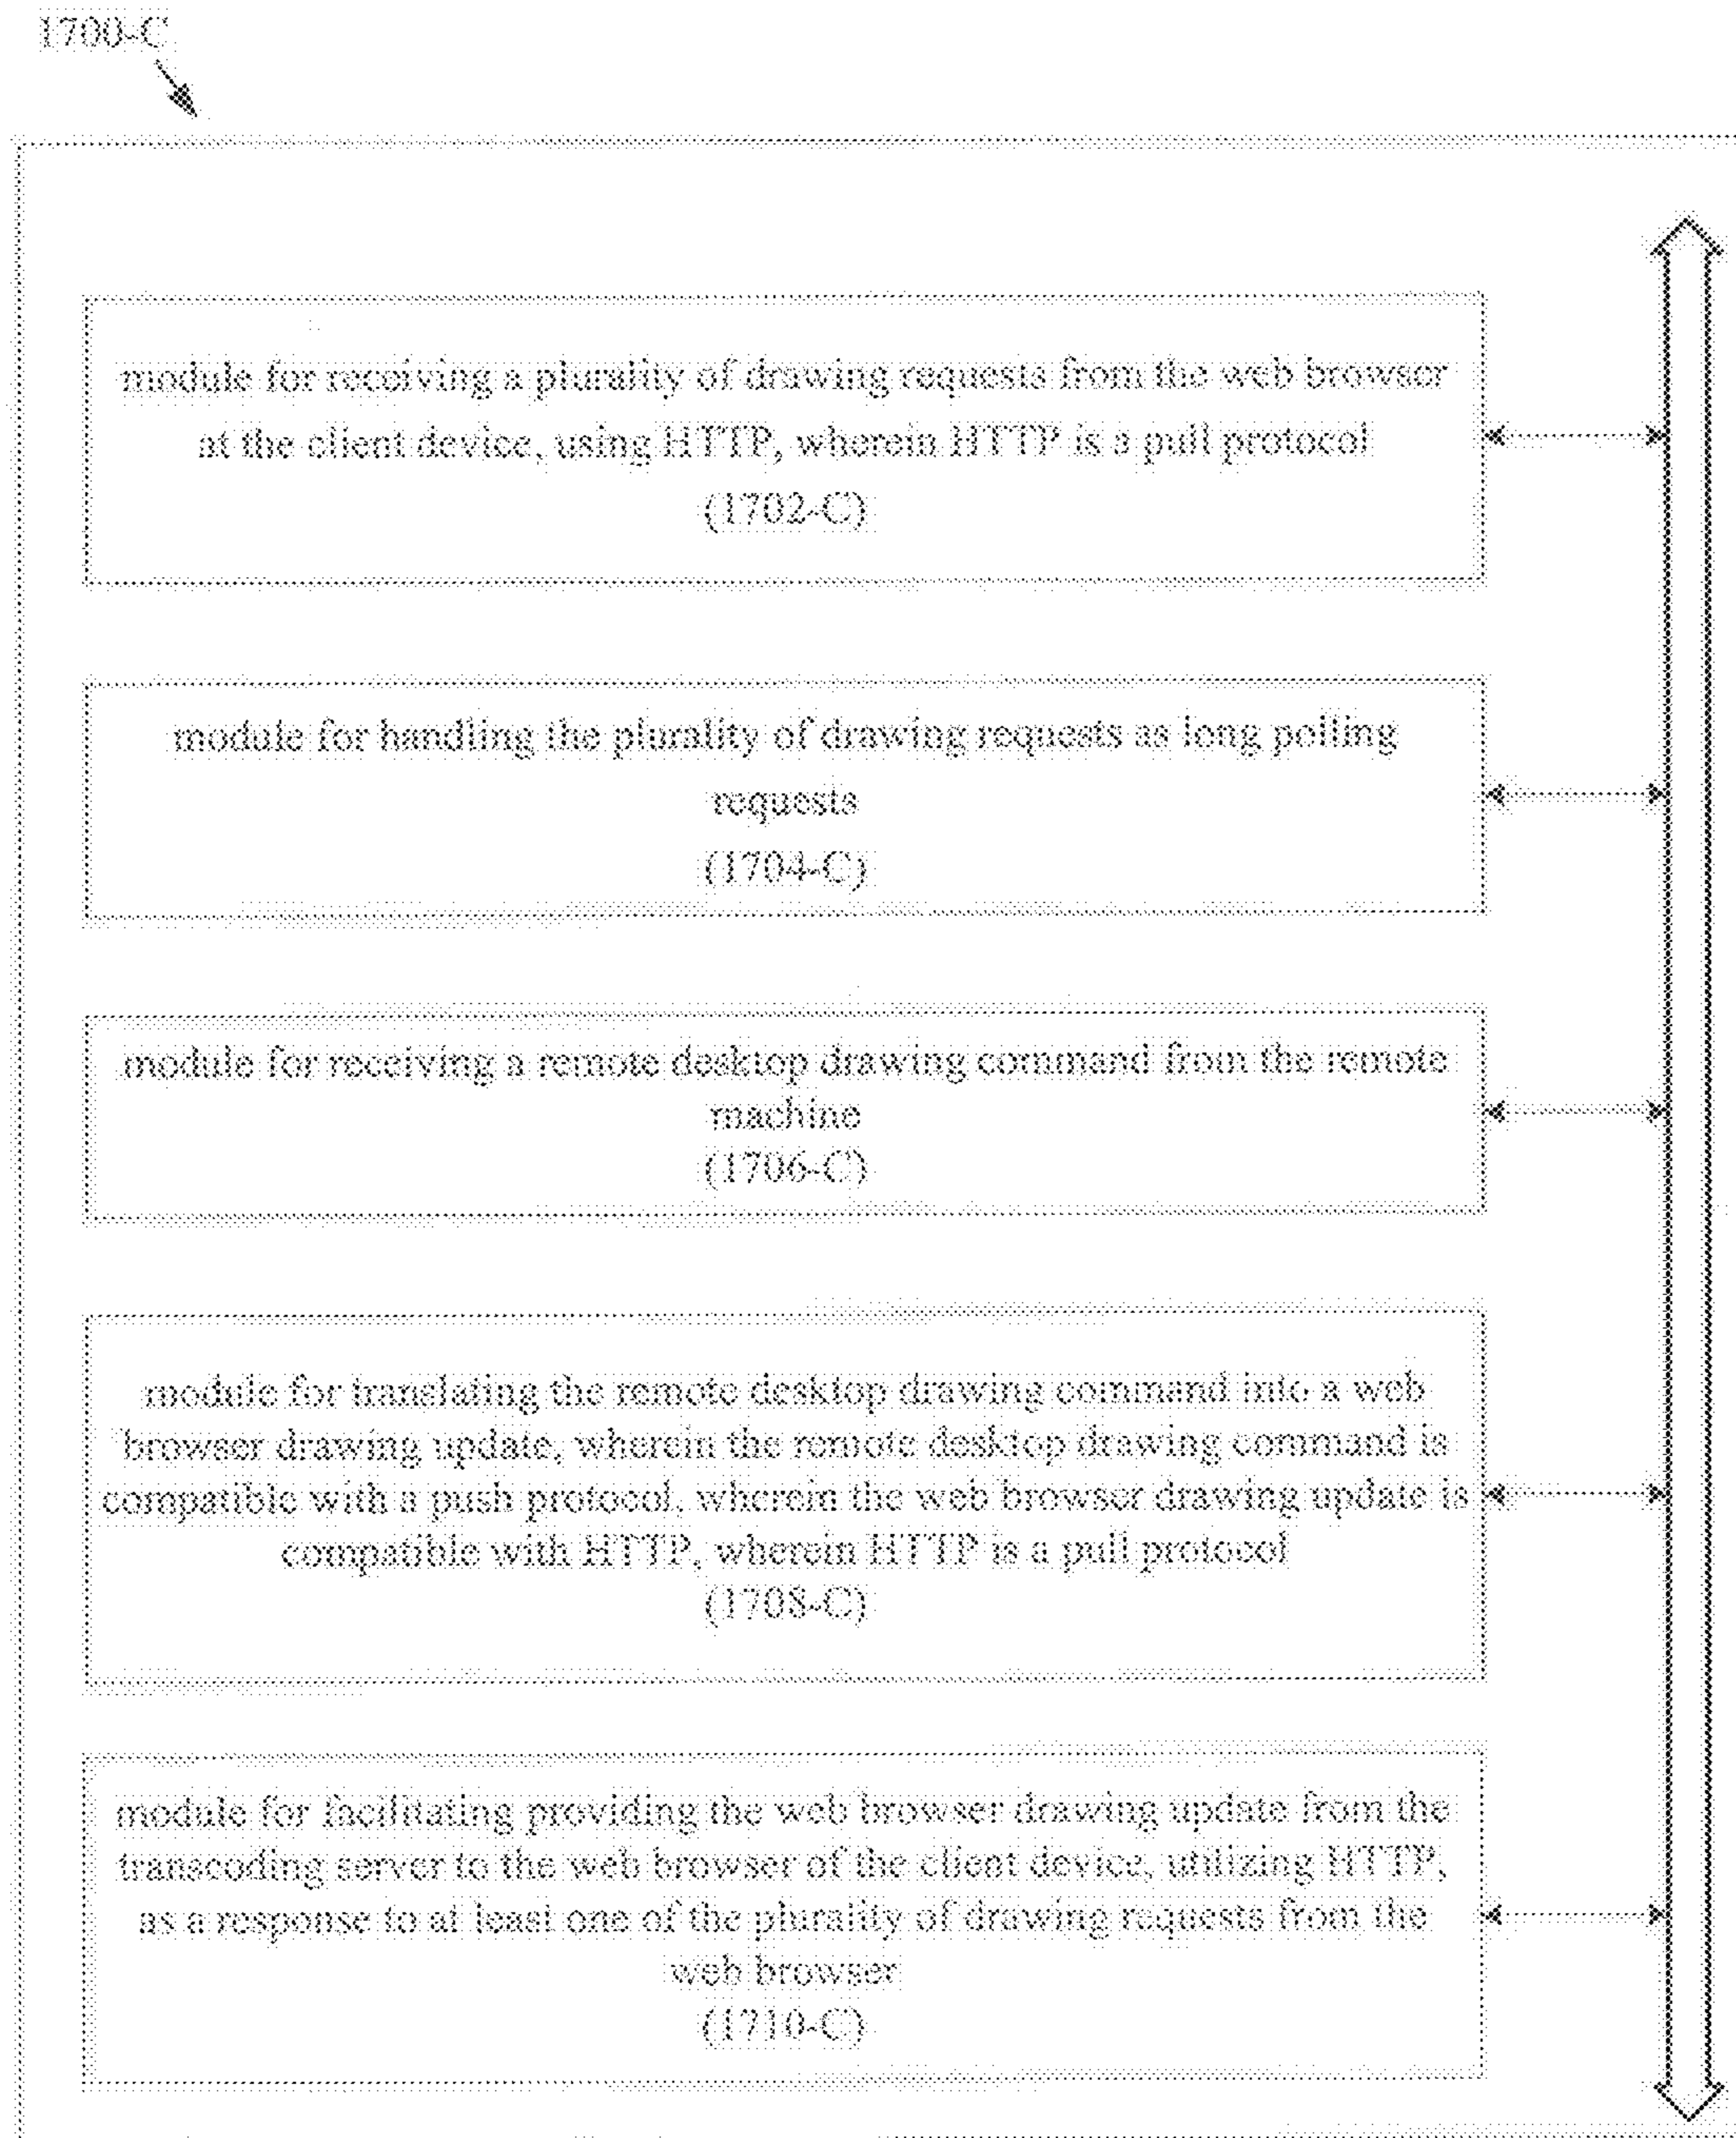 1700-C
module for receiving a plurality of drawing requests from the web browser
at the client device, using HTTP, wherein HTTP is a pull protocol
(1702-C)
module for handling the plurality of drawing requests as long polling
requests
(1704-C)
module for receiving a remote desktop drawing command from the remote
machine
(1706-C)
module for translating the remote desktop drawing command into a web
browser drawing update, wherein the remote desktop drawing command is
compatible with a push protocol, wherein the web browser drawing update is
compatible with HTTP, wherein HTTP is a pull protocol
(1708-C)
module for facilitating providing the web browser drawing update from the
transcoding server to the web browser of the client device, utilizing HTTP,
as a response to at least one of the plurality of drawing requests from the
web browser
(1710-C)